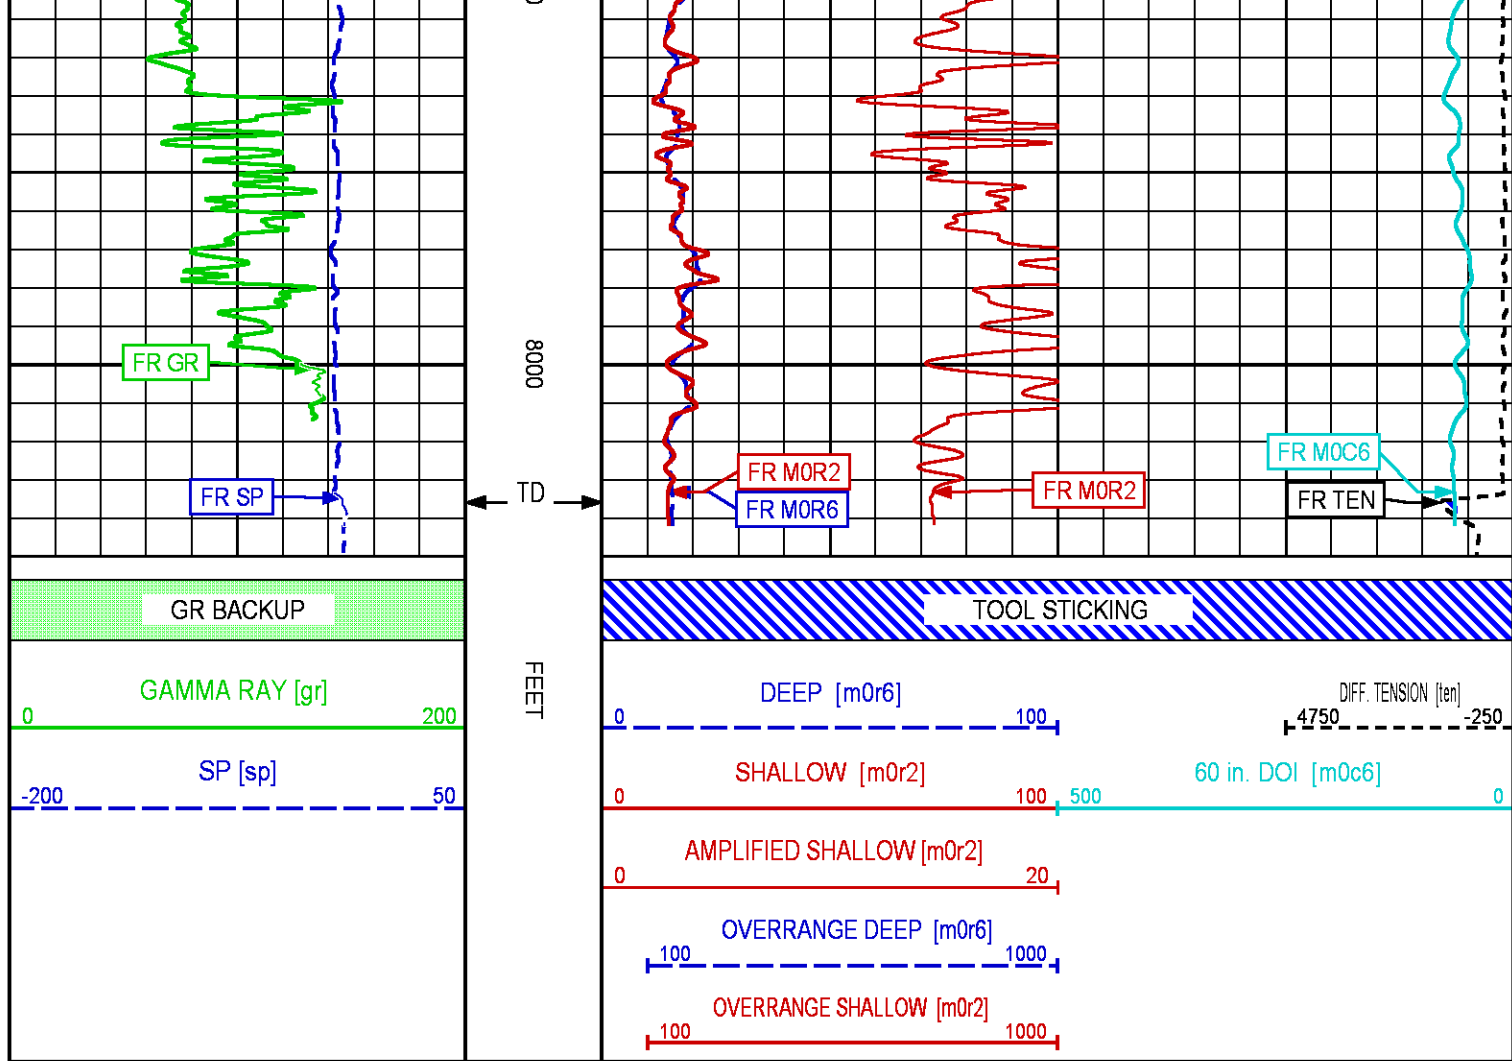 8000
FR GR
FR SP
TD
FR M0R2
FR M0R6
FR M0R2
FR M0C6
FR TEN
GR BACKUP
TOOL STICKING
FEET
GAMMA RAY [gr]
0 200
SP [sp]
-200 50
DEEP [m0r6]
0 100
DIFF. TENSION [ten]
4750 -250
SHALLOW [m0r2]
0 100
60 in. DOI [m0c6]
500 0
AMPLIFIED SHALLOW [m0r2]
0 20
OVERRANGE DEEP [m0r6]
100 1000
OVERRANGE SHALLOW [m0r2]
100 1000